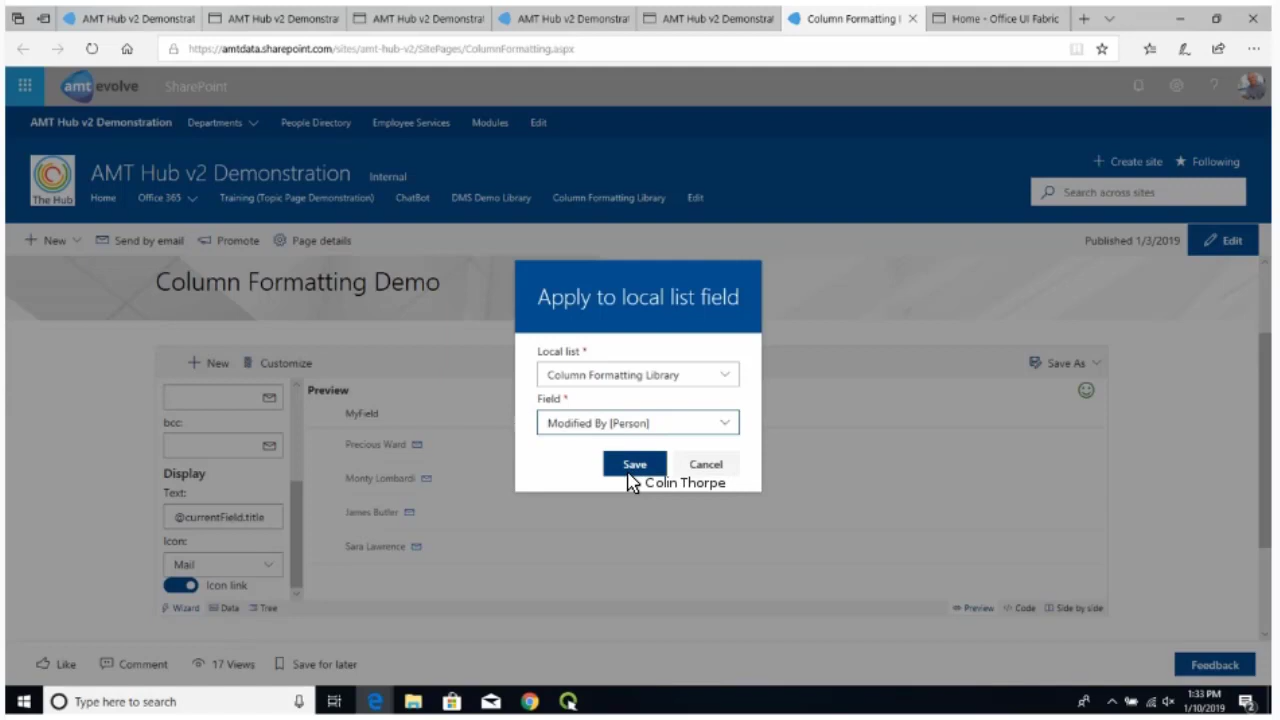 AMT Hub v2 Demonstrat
AMT Hub v2 Demonstra
AMT Hub v2 Demonstrat
AMT Hub v2 Demonstrat
AMT Hub v2 Demonstrat
Column Formatting I
Home - Office UI Fabric
https://amtdata.sharepoint.com/sites/amt-hub-v2/SitePages/ColumnFormatting.aspx
amt evolve SharePoint
AMT Hub v2 Demonstration Departments People Directory Employee Services Modules Edit
AMT Hub v2 Demonstration Internal
+ Create site ★ Following
The Hub
Home Office 365 Training (Topic Page Demonstration) ChatBot DMS Demo Library Column Formatting Library Edit
Search across sites
+ New Send by email Promote Page details Published 1/3/2019 Edit
Column Formatting Demo
Apply to local list field
Local list *
Column Formatting Library
Field *
Modified By [Person]
Save Cancel
Colin Thorpe
+ New Customize Save As
Preview
MyField
bcc:
Precious Ward
Monty Lombardi
James Butler
Sara Lawrence
Display
Text:
@currentField.title
Icon:
Mail
Icon link
Wizard Data Tree Preview Code Side by side
Like Comment 17 Views Save for later Feedback
Type here to search
1:33 PM
1/10/2019
2